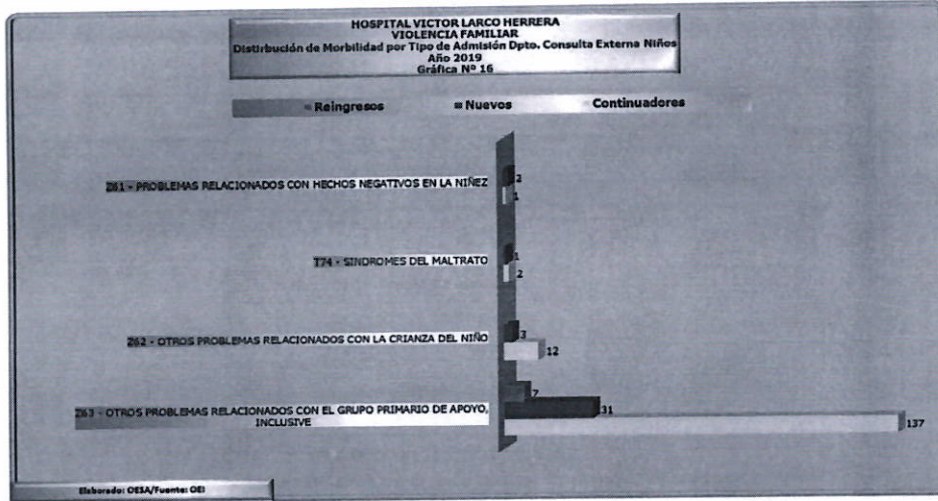 HOSPITAL VICTOR LARCO HERRERA
VIOLENCIA FAMILIAR
Distirbución de Morbilidad por Tipo de Admisión Dpto. Consulta Externa Niños
Año 2019
Gráfica Nº 16
Reingresos Nuevos Continuadores
Z61 - PROBLEMAS RELACIONADOS CON HECHOS NEGATIVOS EN LA NIÑEZ
2
1
T74 - SINDROMES DEL MALTRATO
1
2
Z62 - OTROS PROBLEMAS RELACIONADOS CON LA CRIANZA DEL NIÑO
3
12
Z63 - OTROS PROBLEMAS RELACIONADOS CON EL GRUPO PRIMARIO DE APOYO,
INCLUSIVE
7
31
137
Elaborado: OESA/Fuente: OEI